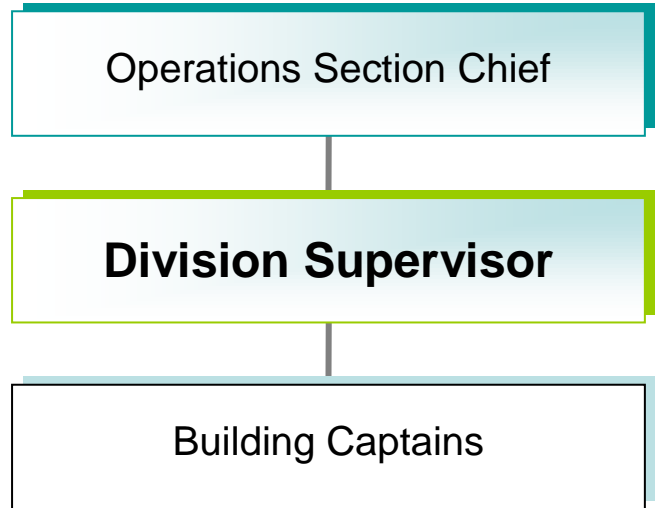 Operations Section Chief
Division Supervisor
Building Captains